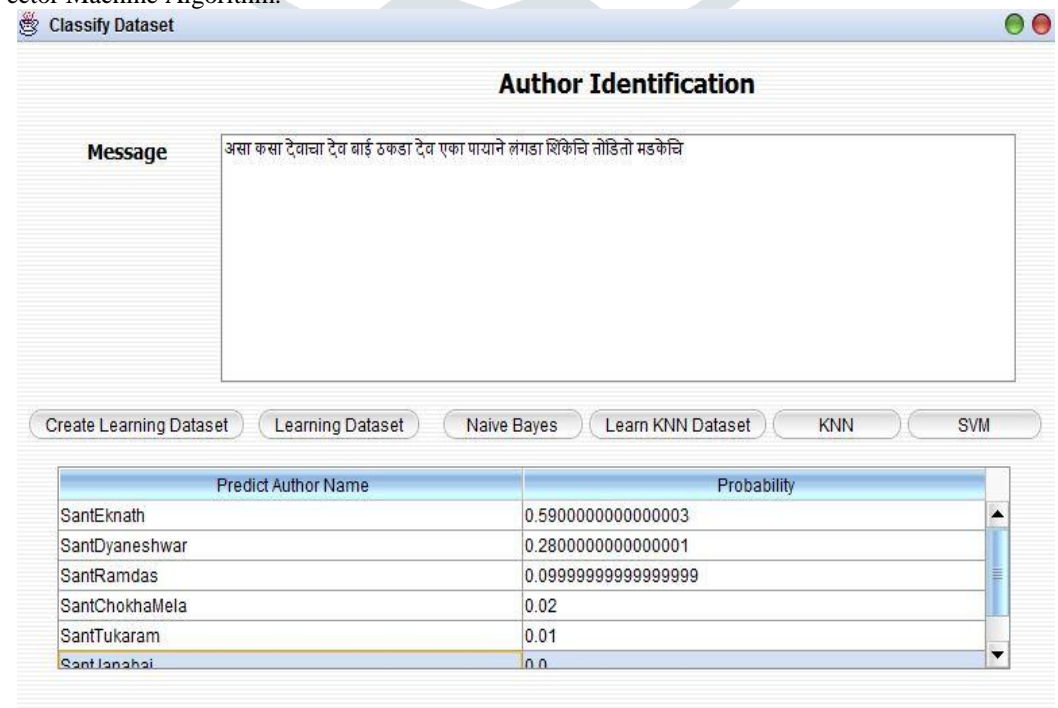 ector Machine Algorithm.
Classify Dataset
Author Identification
Message
असा कसा देवाचा देव बाई ठकडा देव एका पायाने लंगडा शिंकेचि तोडितो मडकेचि
Create Learning Dataset Learning Dataset Naive Bayes Learn KNN Dataset KNN SVM
Predict Author Name Probability
SantEknath 0.5900000000000003
SantDyaneshwar 0.2800000000000001
SantRamdas 0.09999999999999999
SantChokhaMela 0.02
SantTukaram 0.01
SantJanabai 0.0